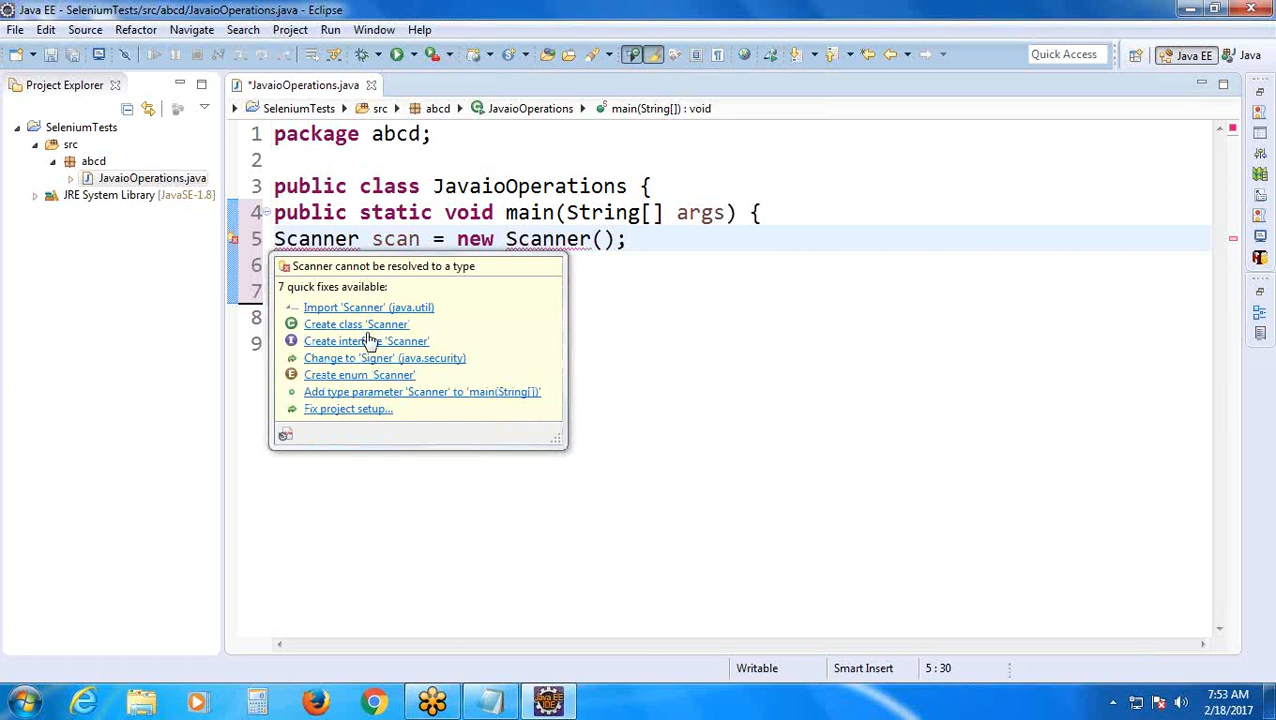 Java EE - SeleniumTests/src/abcd/JavaioOperations.java - Eclipse
File Edit Source Refactor Navigate Search Project Run Window Help
Quick Access Java EE Java
Project Explorer
*JavaioOperations.java
SeleniumTests
src
abcd
JavaioOperations.java
JRE System Library [JavaSE-1.8]
SeleniumTests src abcd JavaioOperations main(String[]) : void
1 package abcd;
2
3 public class JavaioOperations {
4 public static void main(String[] args) {
5 Scanner scan = new Scanner();
6
7
8
9
Scanner cannot be resolved to a type
7 quick fixes available:
Import 'Scanner' (java.util)
Create class 'Scanner'
Create interface 'Scanner'
Change to 'Signer' (java.security)
Create enum 'Scanner'
Add type parameter 'Scanner' to 'main(String[])'
Fix project setup...
Writable Smart Insert 5 : 30
Java EE IDE
7:53 AM
2/18/2017